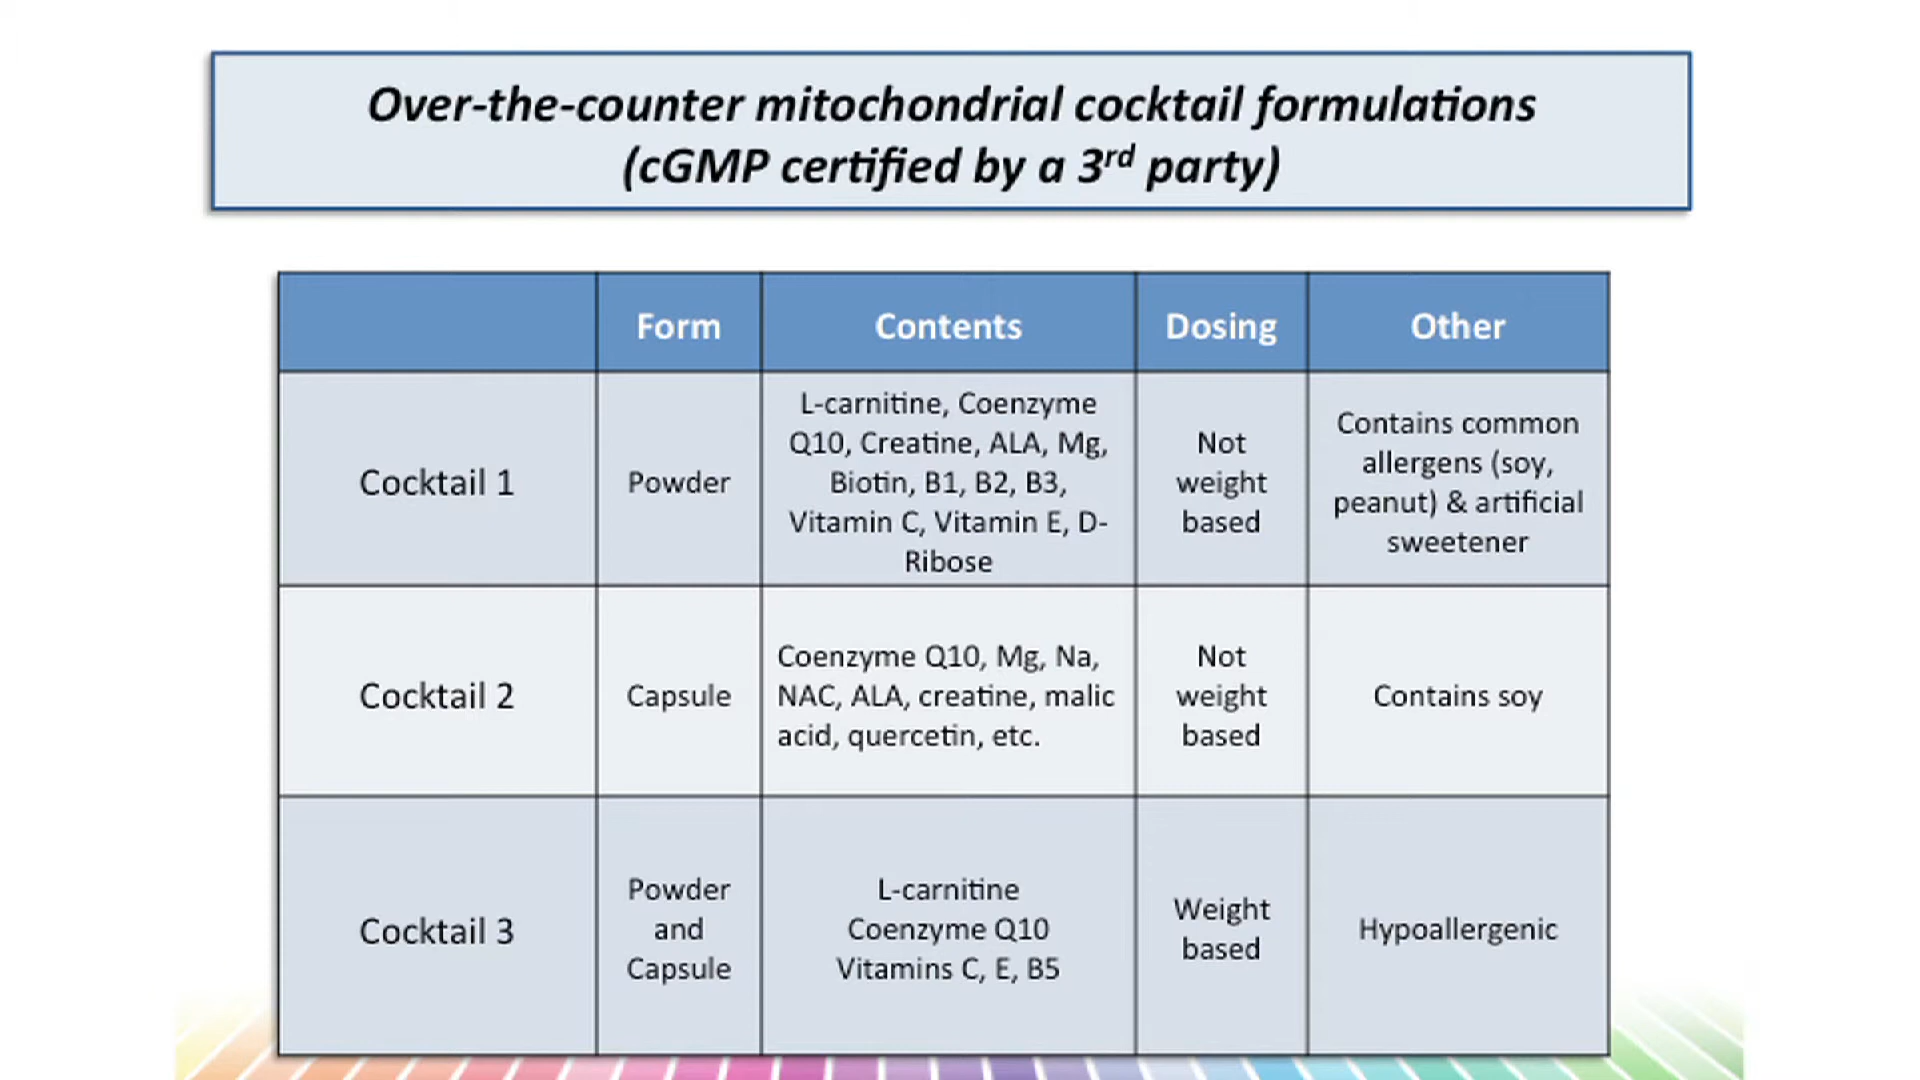 Over-the-counter mitochondrial cocktail formulations
(cGMP certified by a 3rd party)
Form
Contents
Dosing
Other
Cocktail 1
Powder
L-carnitine, Coenzyme
Q10, Creatine, ALA, Mg,
Biotin, B1, B2, B3,
Vitamin C, Vitamin E, D-
Ribose
Not
weight
based
Contains common
allergens (soy,
peanut) & artificial
sweetener
Cocktail 2
Capsule
Coenzyme Q10, Mg, Na,
NAC, ALA, creatine, malic
acid, quercetin, etc.
Not
weight
based
Contains soy
Cocktail 3
Powder
and
Capsule
L-carnitine
Coenzyme Q10
Vitamins C, E, B5
Weight
based
Hypoallergenic